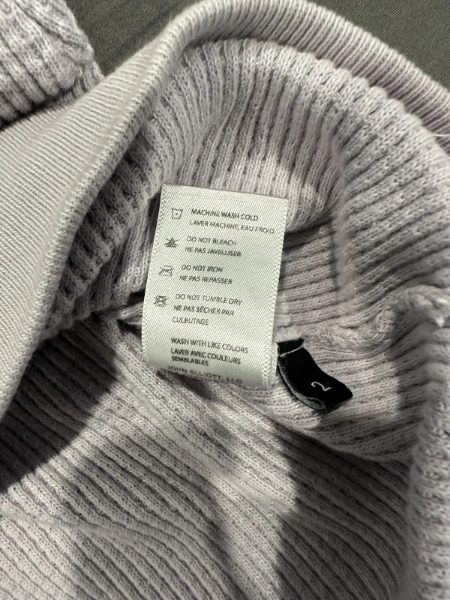 MACHINE WASH COLD
LAVER MACHINE, EAU FROID
DO NOT BLEACH
NE PAS JAVELLISER
DO NOT IRON
NE PAS REPASSER
DO NOT TUMBLE DRY
NE PAS SÉCHER PAR
CULBUTAGE
WASH WITH LIKE COLORS
LAVER AVEC COULEURS
SEMBLABLES
JOHN ELLIOTT, LLC
2